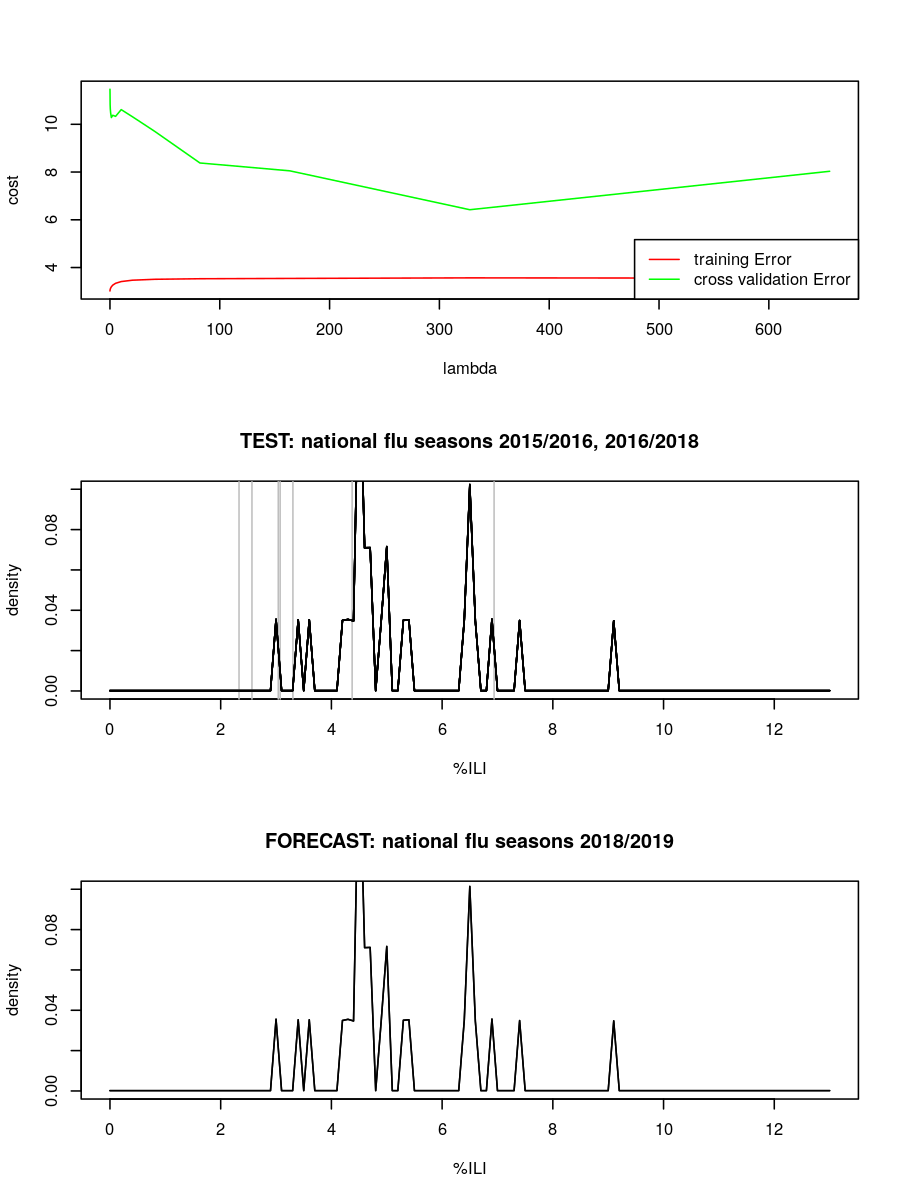 10
8
6
4
cost
training Error
cross validation Error
0 100 200 300 400 500 600
lambda
TEST: national flu seasons 2015/2016, 2016/2018
0.08
0.04
0.00
density
0 2 4 6 8 10 12
%ILI
FORECAST: national flu seasons 2018/2019
0.08
0.04
0.00
density
0 2 4 6 8 10 12
%ILI